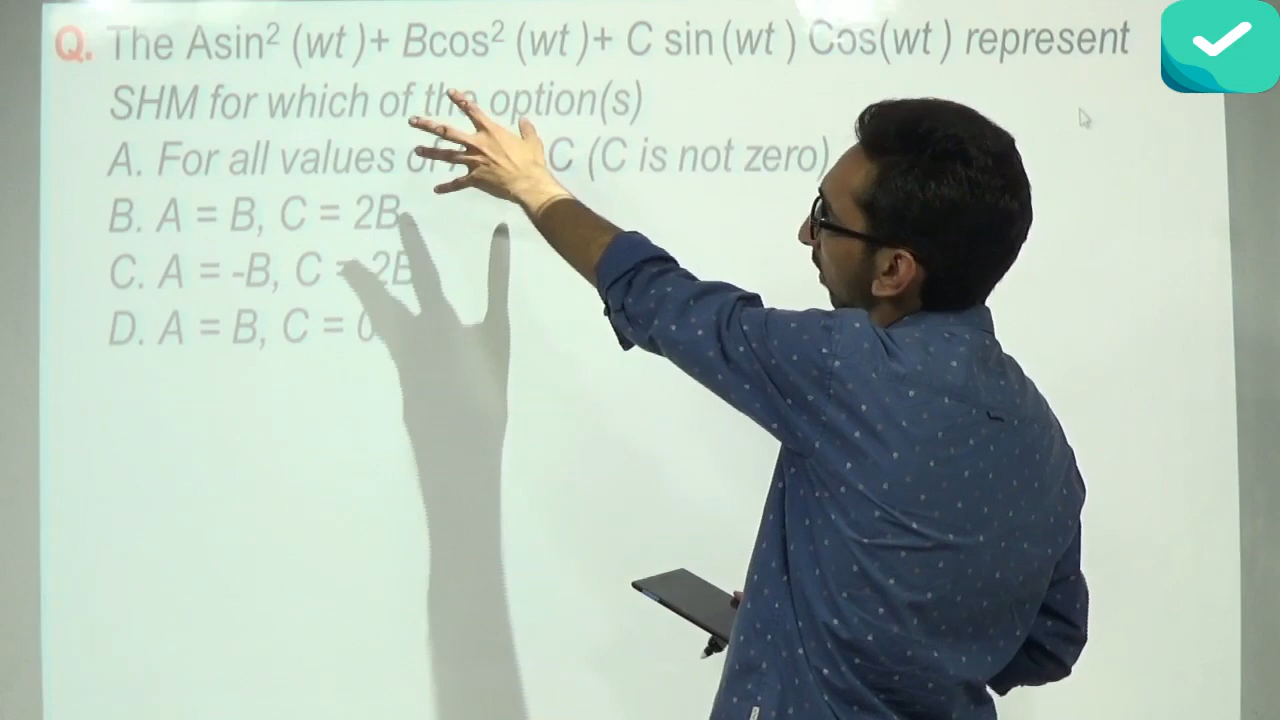 Q. The Asin² (wt)+ Bcos² (wt)+ C sin (wt) Cos(wt) represent
SHM for which of the option(s)
A. For all values of C (C is not zero)
B. A = B, C = 2B
C. A = -B, C = 2B
D. A = B, C = 0